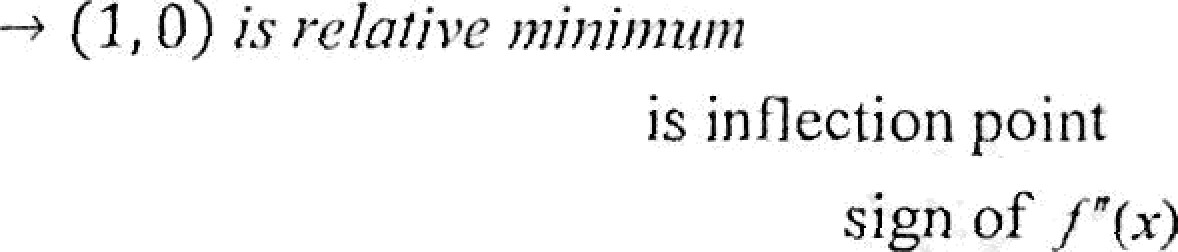 → (1, 0) is relative minimum
is inflection point
sign of f″(x)